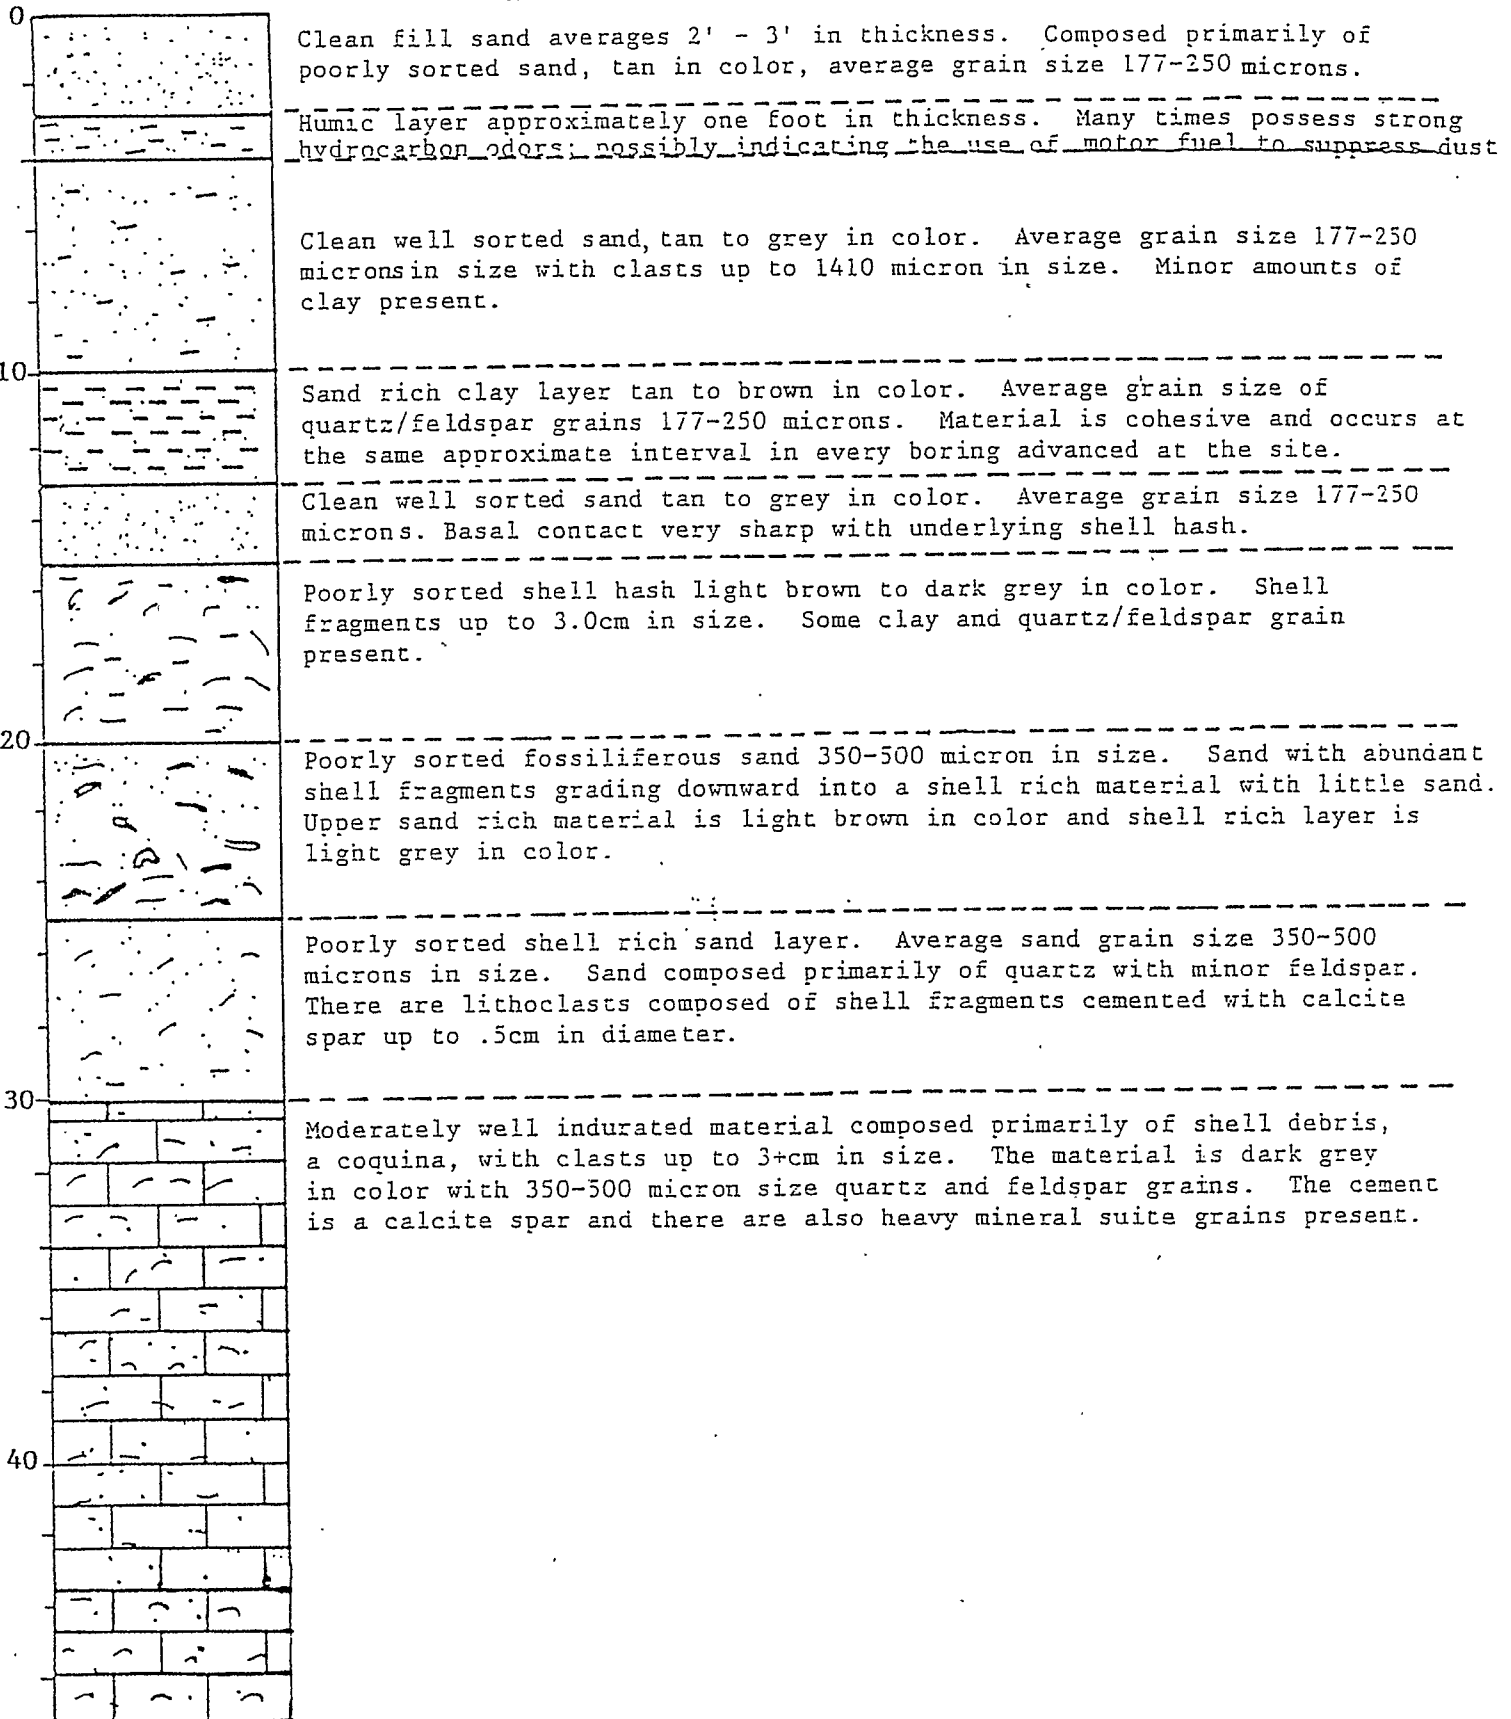 0
Clean fill sand averages 2' - 3' in thickness. Composed primarily of
poorly sorted sand, tan in color, average grain size 177-250 microns.
Humic layer approximately one foot in thickness. Many times possess strong
hydrocarbon odors; possibly indicating the use of motor fuel to suppress dust
Clean well sorted sand, tan to grey in color. Average grain size 177-250
micronsin size with clasts up to 1410 micron in size. Minor amounts of
clay present.
10
Sand rich clay layer tan to brown in color. Average grain size of
quartz/feldspar grains 177-250 microns. Material is cohesive and occurs at
the same approximate interval in every boring advanced at the site.
Clean well sorted sand tan to grey in color. Average grain size 177-250
microns. Basal contact very sharp with underlying shell hash.
Poorly sorted shell hash light brown to dark grey in color. Shell
fragments up to 3.0cm in size. Some clay and quartz/feldspar grain
present.
20
Poorly sorted fossiliferous sand 350-500 micron in size. Sand with abundant
shell fragments grading downward into a shell rich material with little sand.
Upper sand rich material is light brown in color and shell rich layer is
light grey in color.
Poorly sorted shell rich sand layer. Average sand grain size 350-500
microns in size. Sand composed primarily of quartz with minor feldspar.
There are lithoclasts composed of shell fragments cemented with calcite
spar up to .5cm in diameter.
30
Moderately well indurated material composed primarily of shell debris,
a coquina, with clasts up to 3+cm in size. The material is dark grey
in color with 350-500 micron size quartz and feldspar grains. The cement
is a calcite spar and there are also heavy mineral suite grains present.
40